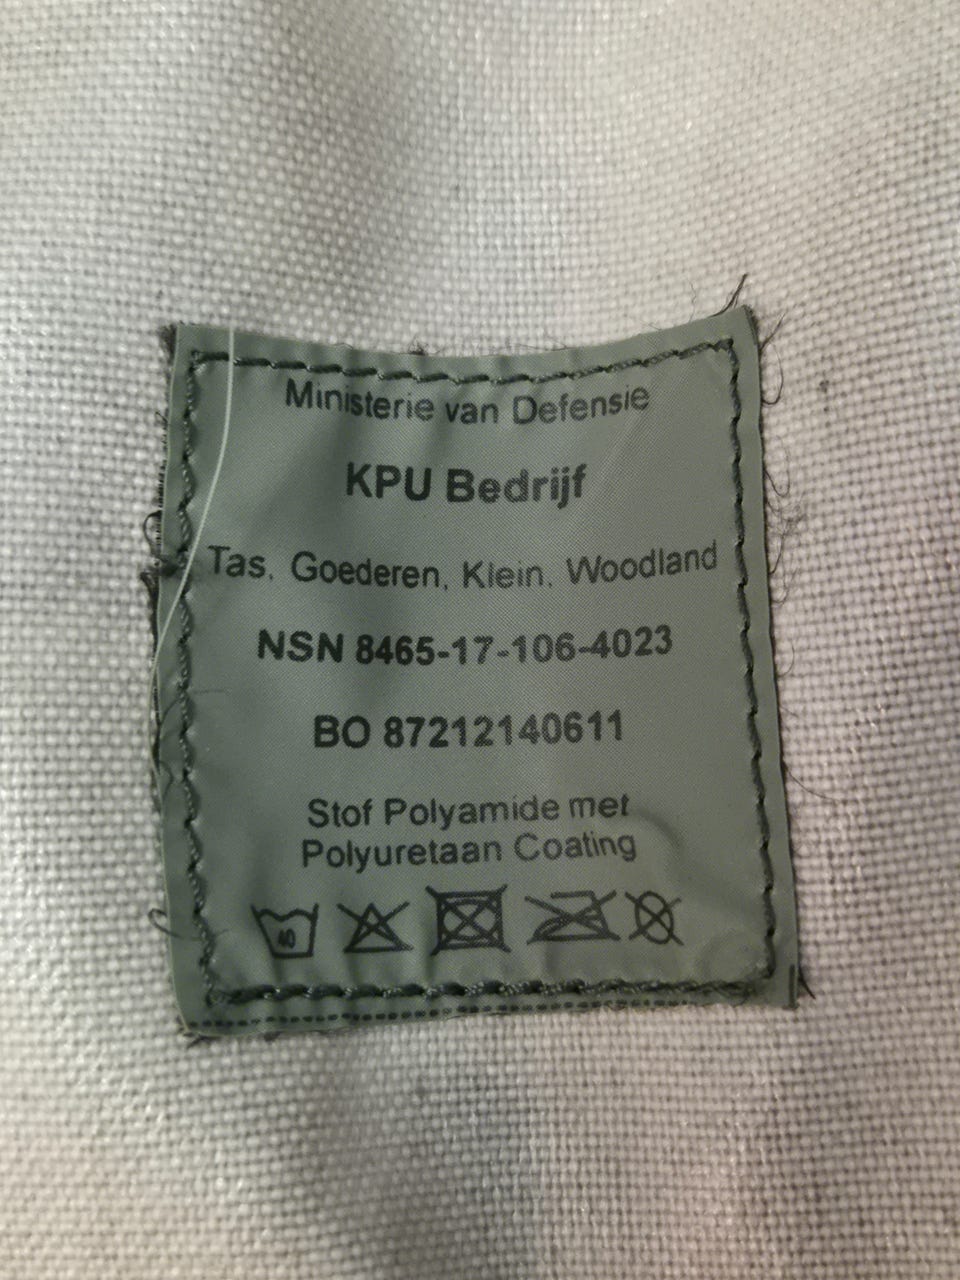 Ministerie van Defensie
KPU Bedrijf
Tas, Goederen, Klein, Woodland
NSN 8465-17-106-4023
BO 87212140611
Stof Polyamide met
Polyuretaan Coating
40